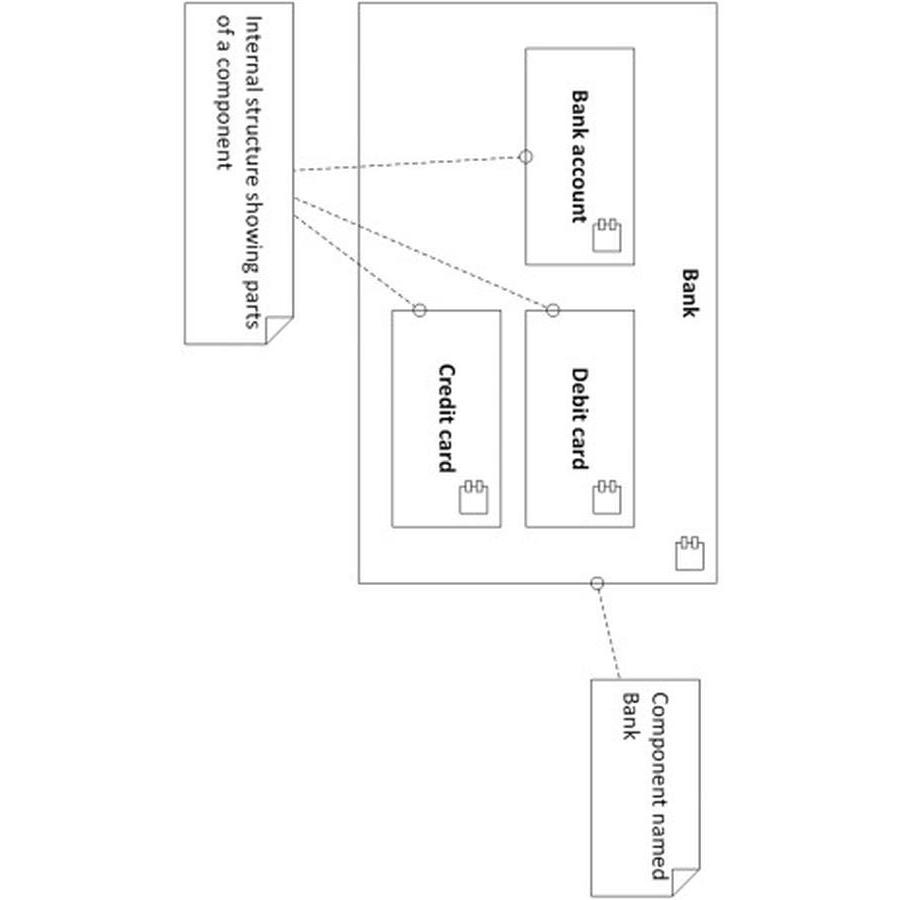 Bank
Bank account
Debit card
Credit card
Component named
Bank
Internal structure showing parts
of a component